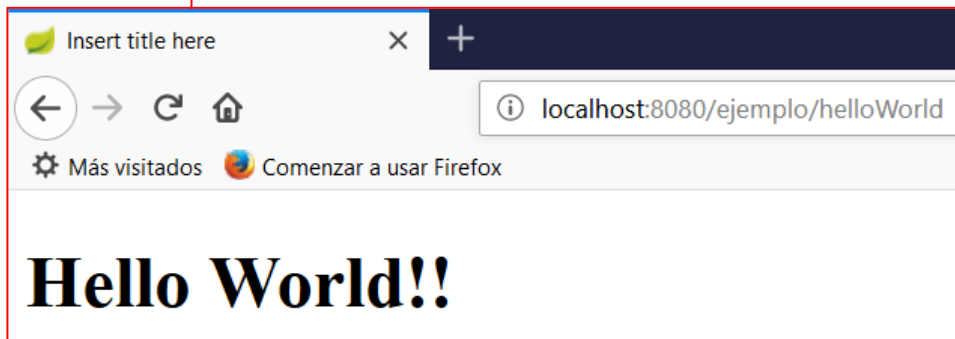 Insert title here
localhost:8080/ejemplo/helloWorld
Más visitados Comenzar a usar Firefox
Hello World!!